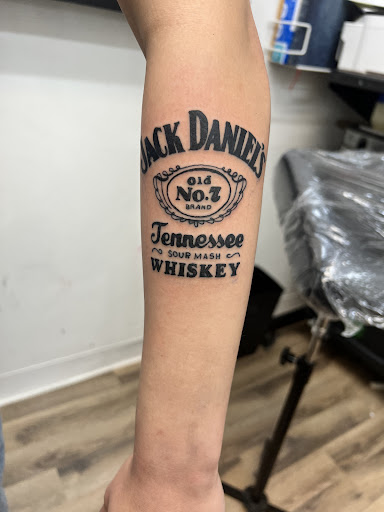 JACK DANIEL'S
Old
No.7
BRAND
Tennessee
SOUR MASH
WHISKEY